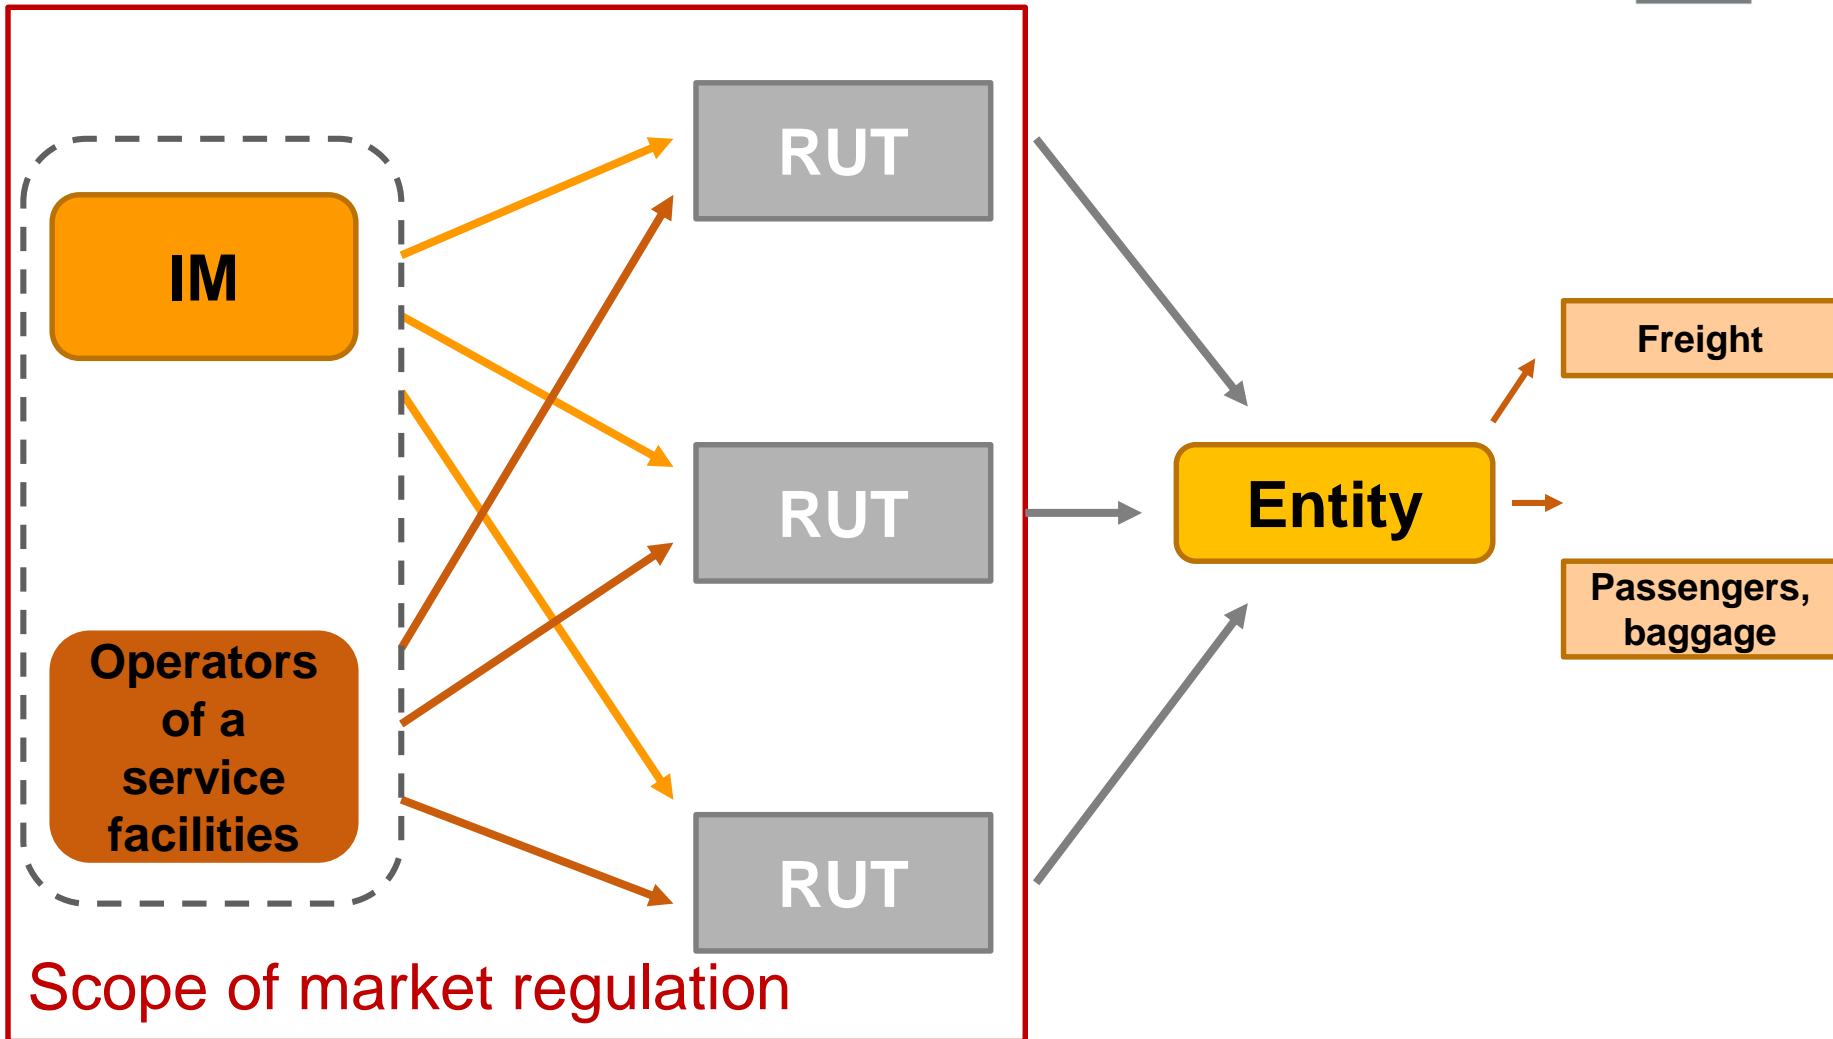 RUT
IM
Freight
RUT
Entity
Passengers,
baggage
Operators
of a
service
facilities
RUT
Scope of market regulation